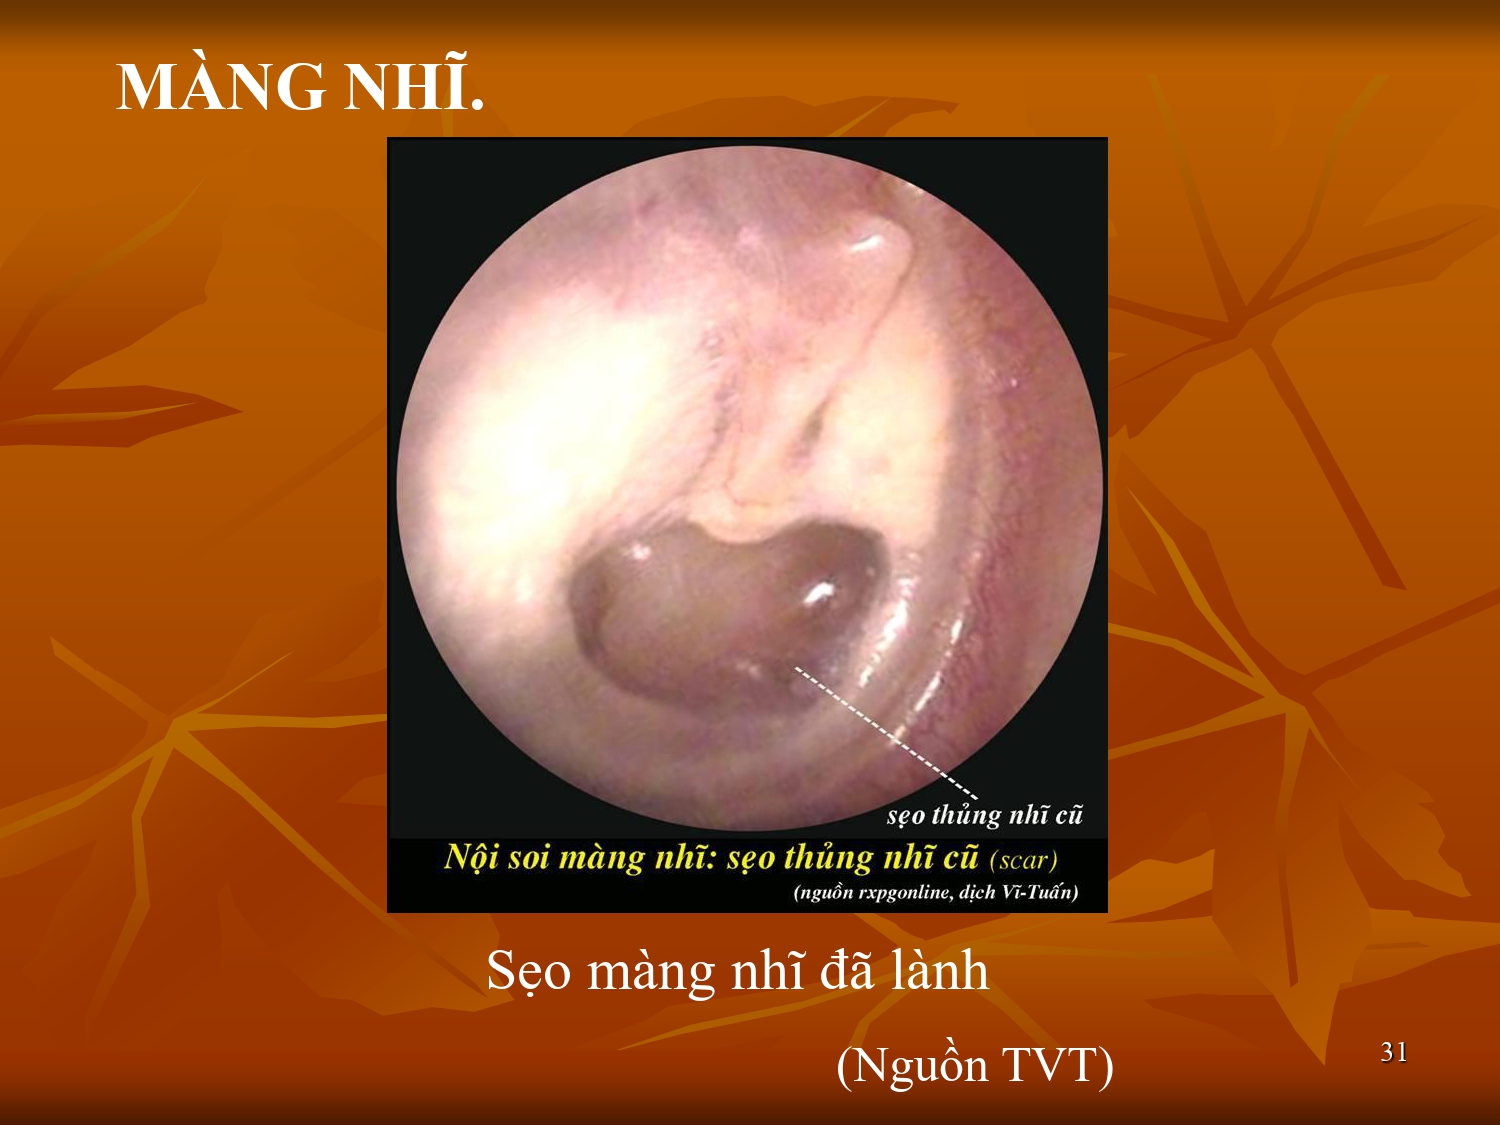 MÀNG NHĨ.
sẹo thủng nhĩ cũ
Nội soi màng nhĩ: sẹo thủng nhĩ cũ (scar)
(nguồn rxpgonline, dịch Vĩ-Tuấn)
Sẹo màng nhĩ đã lành
(Nguồn TVT)
31